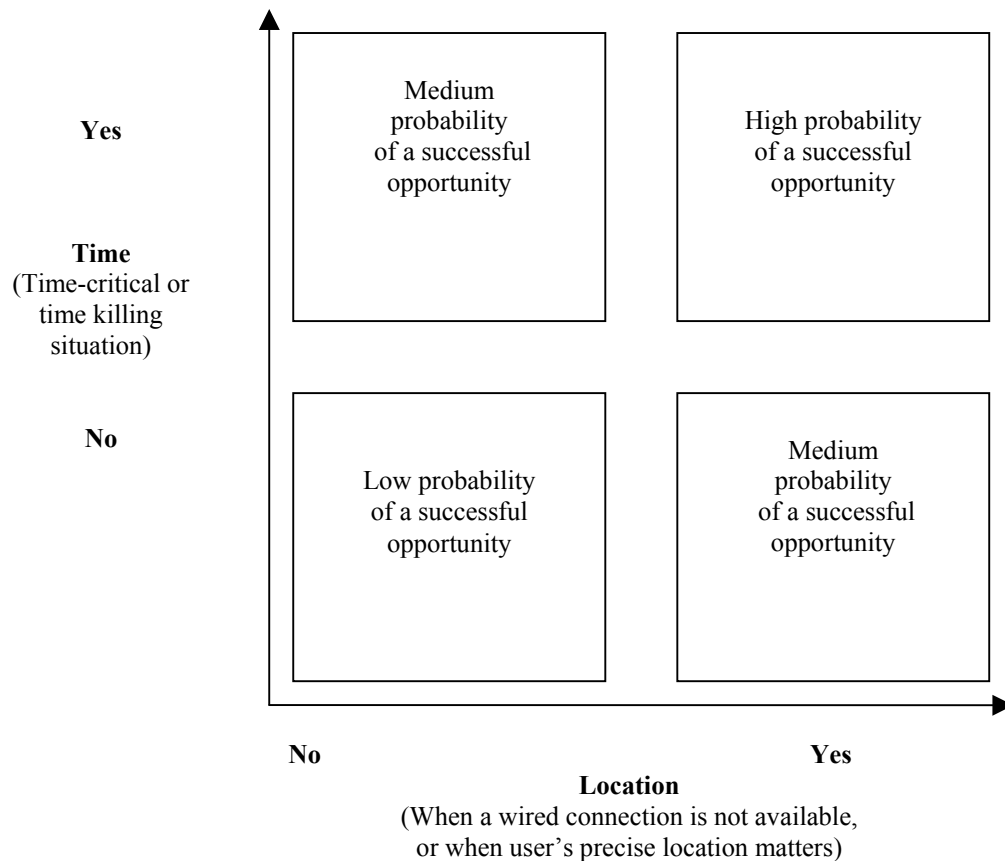 Yes
Medium
probability
of a successful
opportunity
High probability
of a successful
opportunity
Time
(Time-critical or
time killing
situation)
No
Low probability
of a successful
opportunity
Medium
probability
of a successful
opportunity
No
Yes
Location
(When a wired connection is not available,
or when user's precise location matters)